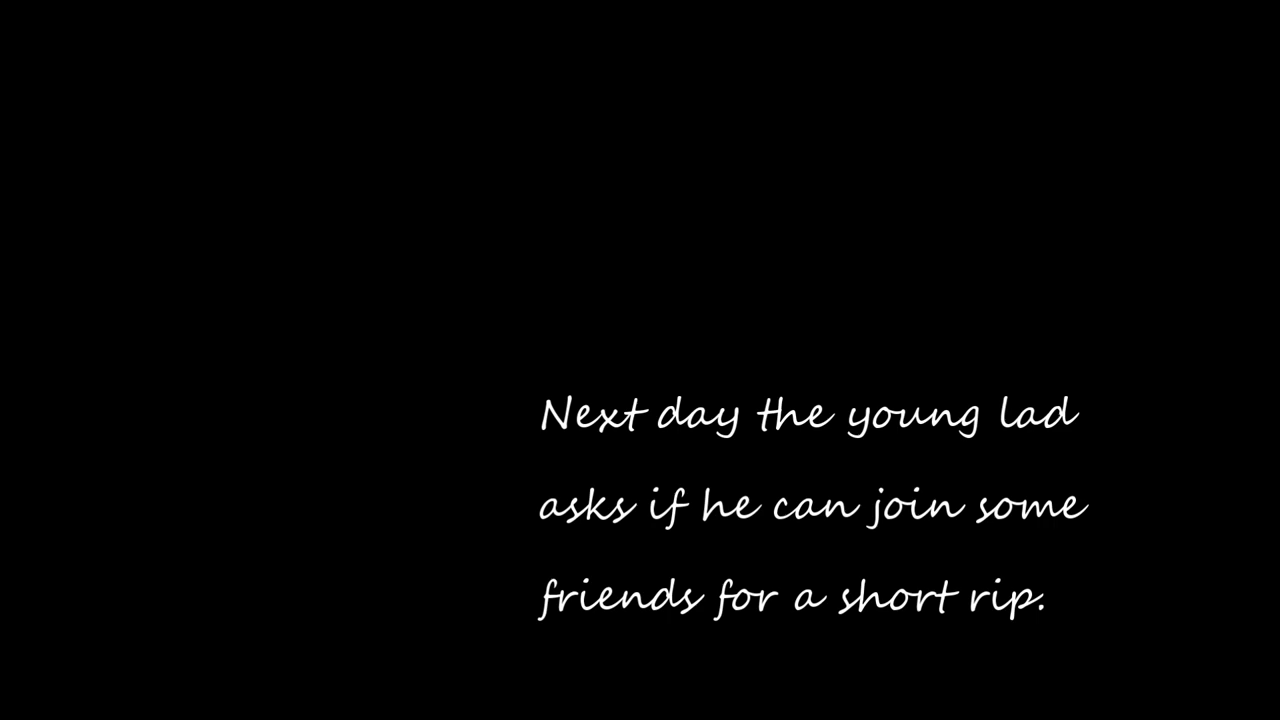 Next day the young lad
asks if he can join some
friends for a short rip.